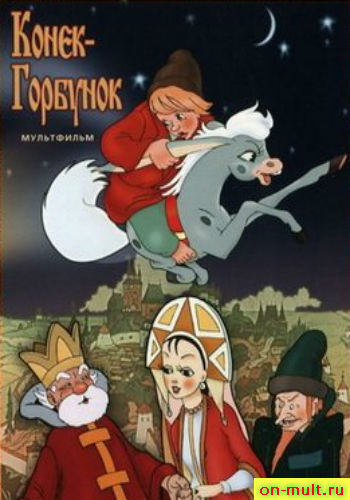 Конек-
Горбунок
мультфильм
on-mult.ru